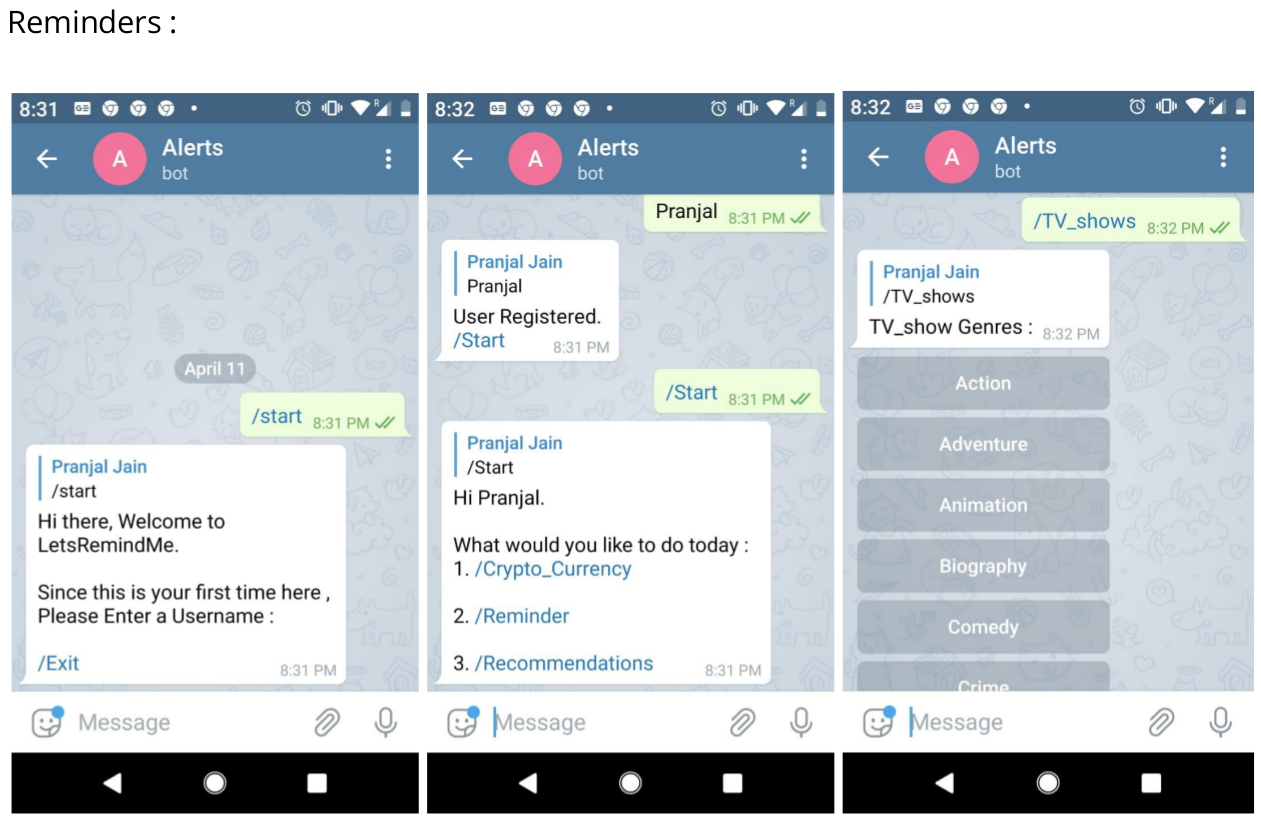 Reminders :
8:31
Alerts
bot
April 11
/start 8:31 PM
Pranjal Jain
/start
Hi there, Welcome to
LetsRemindMe.
Since this is your first time here ,
Please Enter a Username :
/Exit 8:31 PM
Message
8:32
Alerts
bot
Pranjal 8:31 PM
Pranjal Jain
Pranjal
User Registered.
/Start 8:31 PM
/Start 8:31 PM
Pranjal Jain
/Start
Hi Pranjal.
What would you like to do today :
1. /Crypto_Currency
2. /Reminder
3. /Recommendations 8:31 PM
Message
8:32
Alerts
bot
/TV_shows 8:32 PM
Pranjal Jain
/TV_shows
TV_show Genres : 8:32 PM
Action
Adventure
Animation
Biography
Comedy
Crime
Message